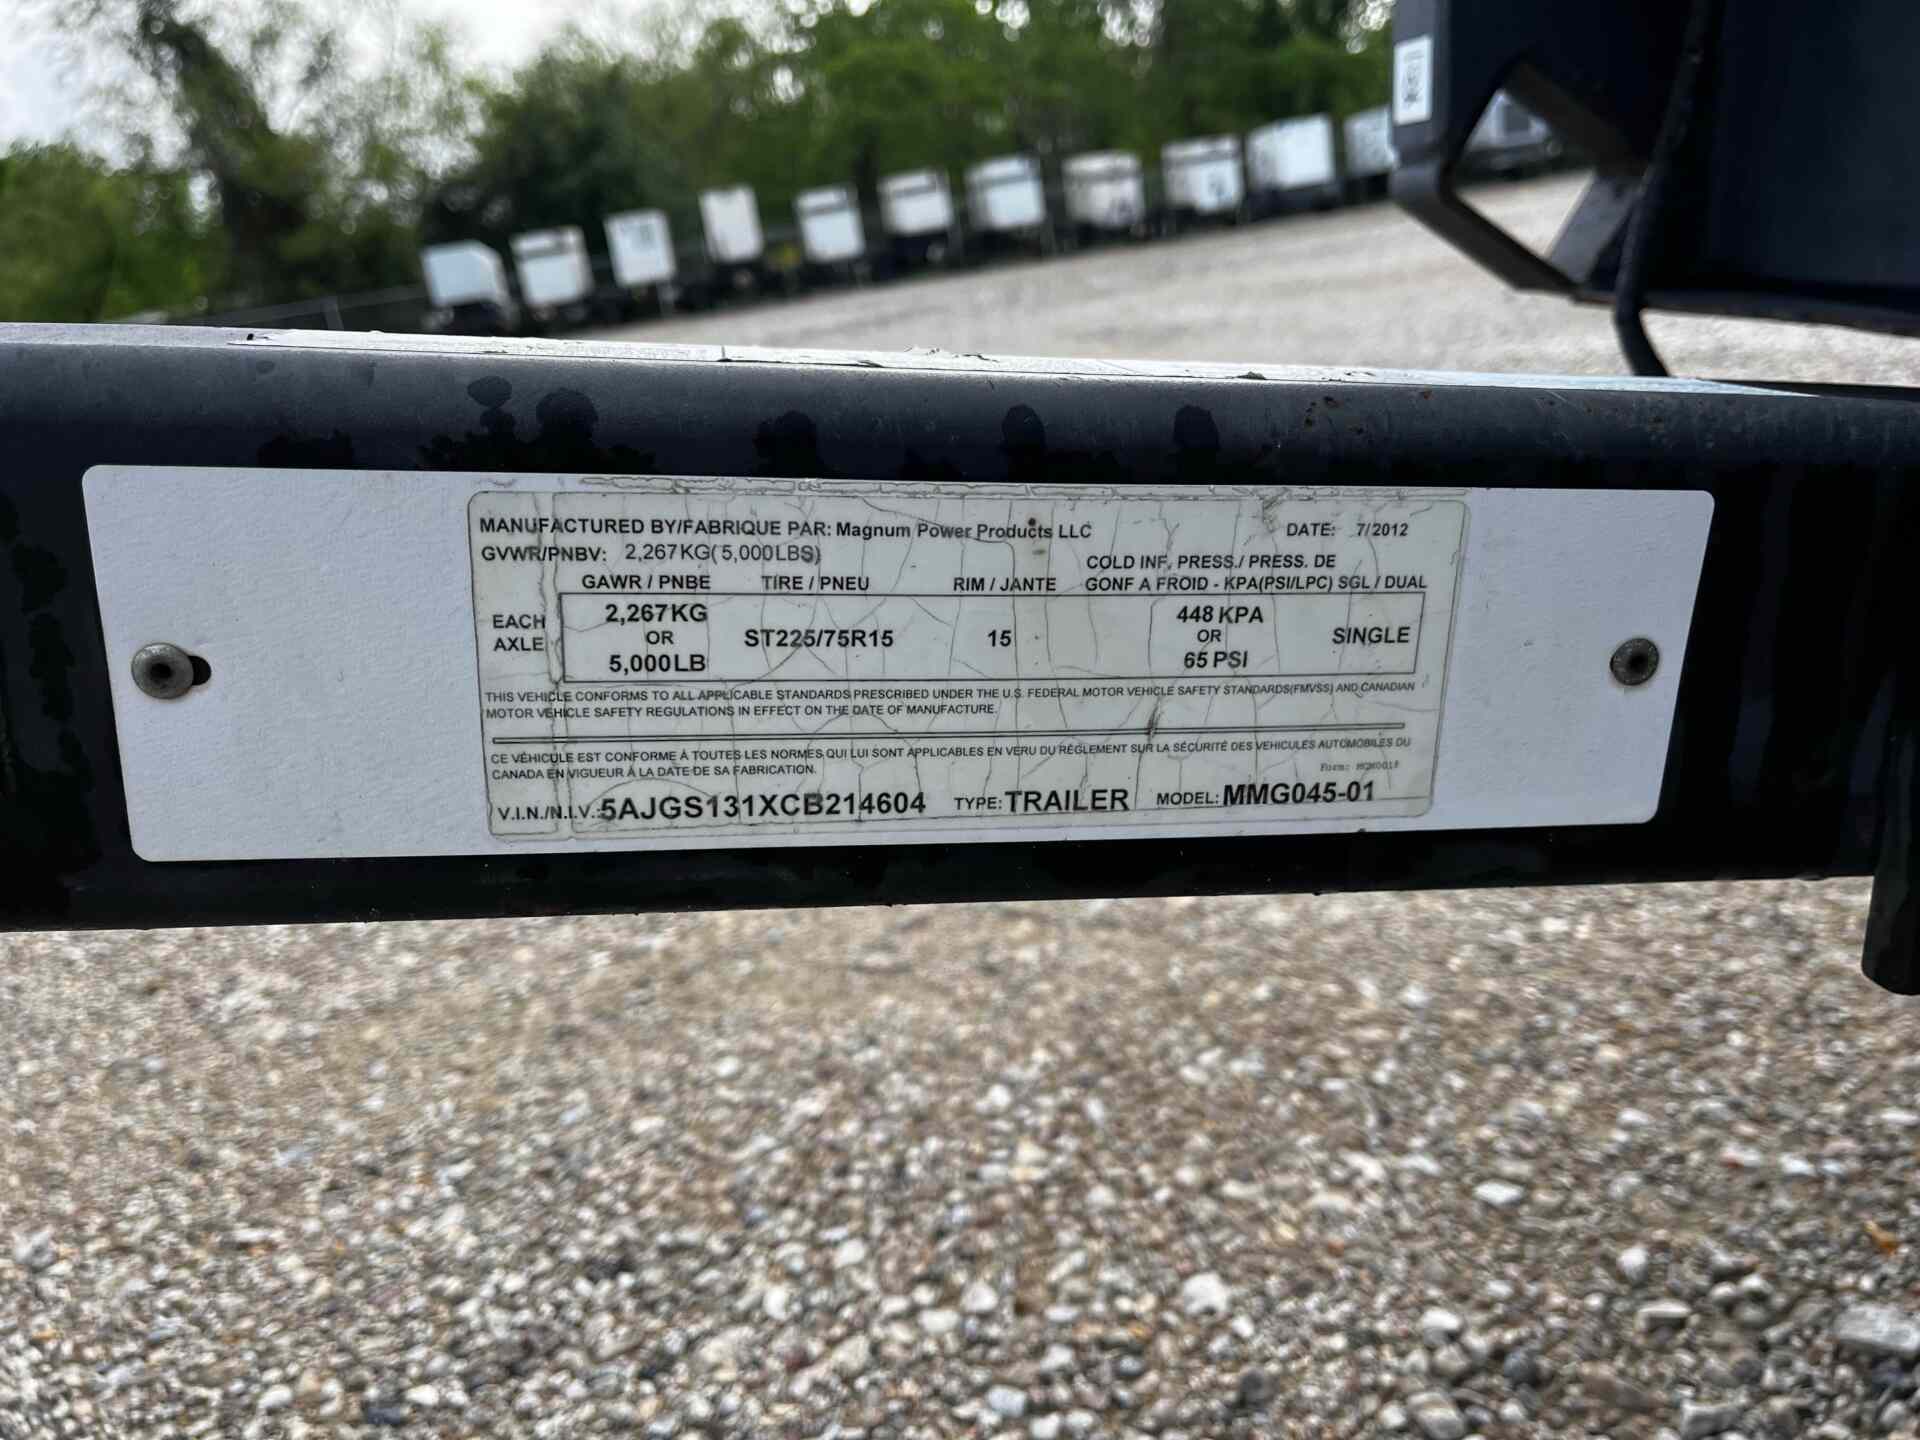 MANUFACTURED BY/FABRIQUE PAR: Magnum Power Products LLC DATE: 7/2012
GVWR/PNBV: 2,267KG(5,000LBS)
COLD INF. PRESS./ PRESS. DE
GAWR / PNBE TIRE / PNEU RIM / JANTE GONF A FROID - KPA(PSI/LPC) SGL / DUAL
EACH AXLE
2,267KG OR 5,000LB
ST225/75R15
15
448 KPA OR 65 PSI
SINGLE
THIS VEHICLE CONFORMS TO ALL APPLICABLE STANDARDS PRESCRIBED UNDER THE U.S. FEDERAL MOTOR VEHICLE SAFETY STANDARDS(FMVSS) AND CANADIAN
MOTOR VEHICLE SAFETY REGULATIONS IN EFFECT ON THE DATE OF MANUFACTURE.
CE VÉHICULE EST CONFORME À TOUTES LES NORMES QUI LUI SONT APPLICABLES EN VERU DU RÈGLEMENT SUR LA SÉCURITÉ DES VEHICULES AUTOMOBILES DU
CANADA EN VIGUEUR À LA DATE DE SA FABRICATION.
Form:
V.I.N./N.I.V.:5AJGS131XCB214604 TYPE: TRAILER MODEL: MMG045-01